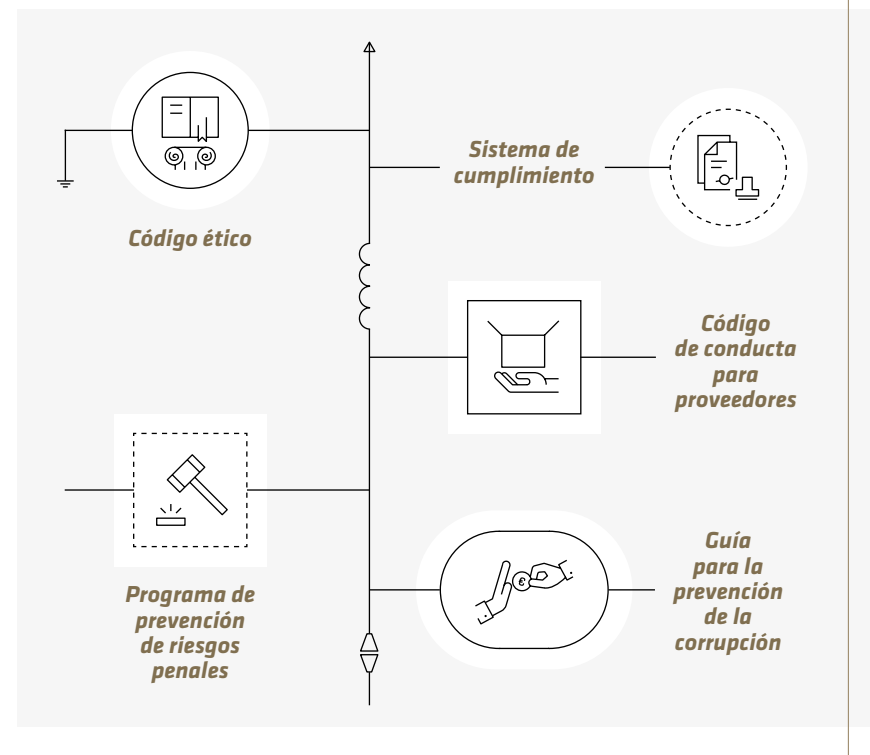 Código ético
Sistema de
cumplimiento
Código
de conducta
para
proveedores
Programa de
prevención
de riesgos
penales
€
Guía
para la
prevención
de la
corrupción